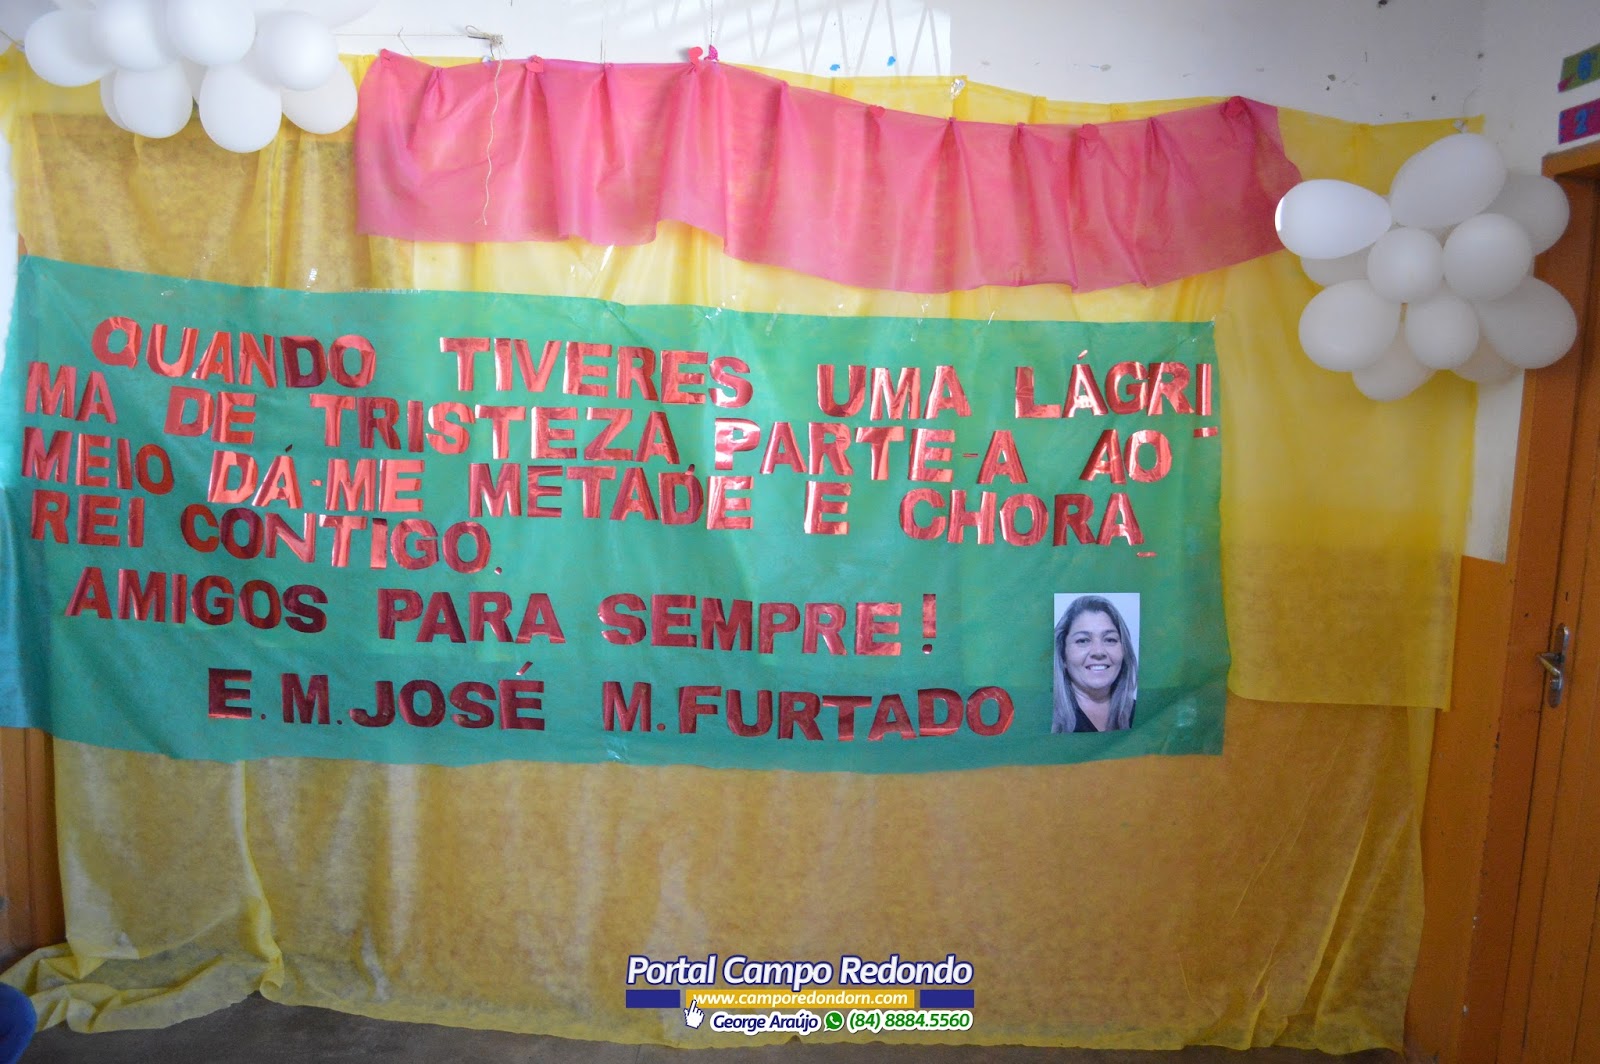 QUANDO TIVERES UMA LÁGRI-
MA DE TRISTEZA, PARTE-A AO
MEIO DÁ-ME METADE E CHORA-
REI CONTIGO.
AMIGOS PARA SEMPRE!
E.M.JOSÉ M.FURTADO
Portal Campo Redondo
www.camporedondorn.com
George Araújo (84) 8884.5560